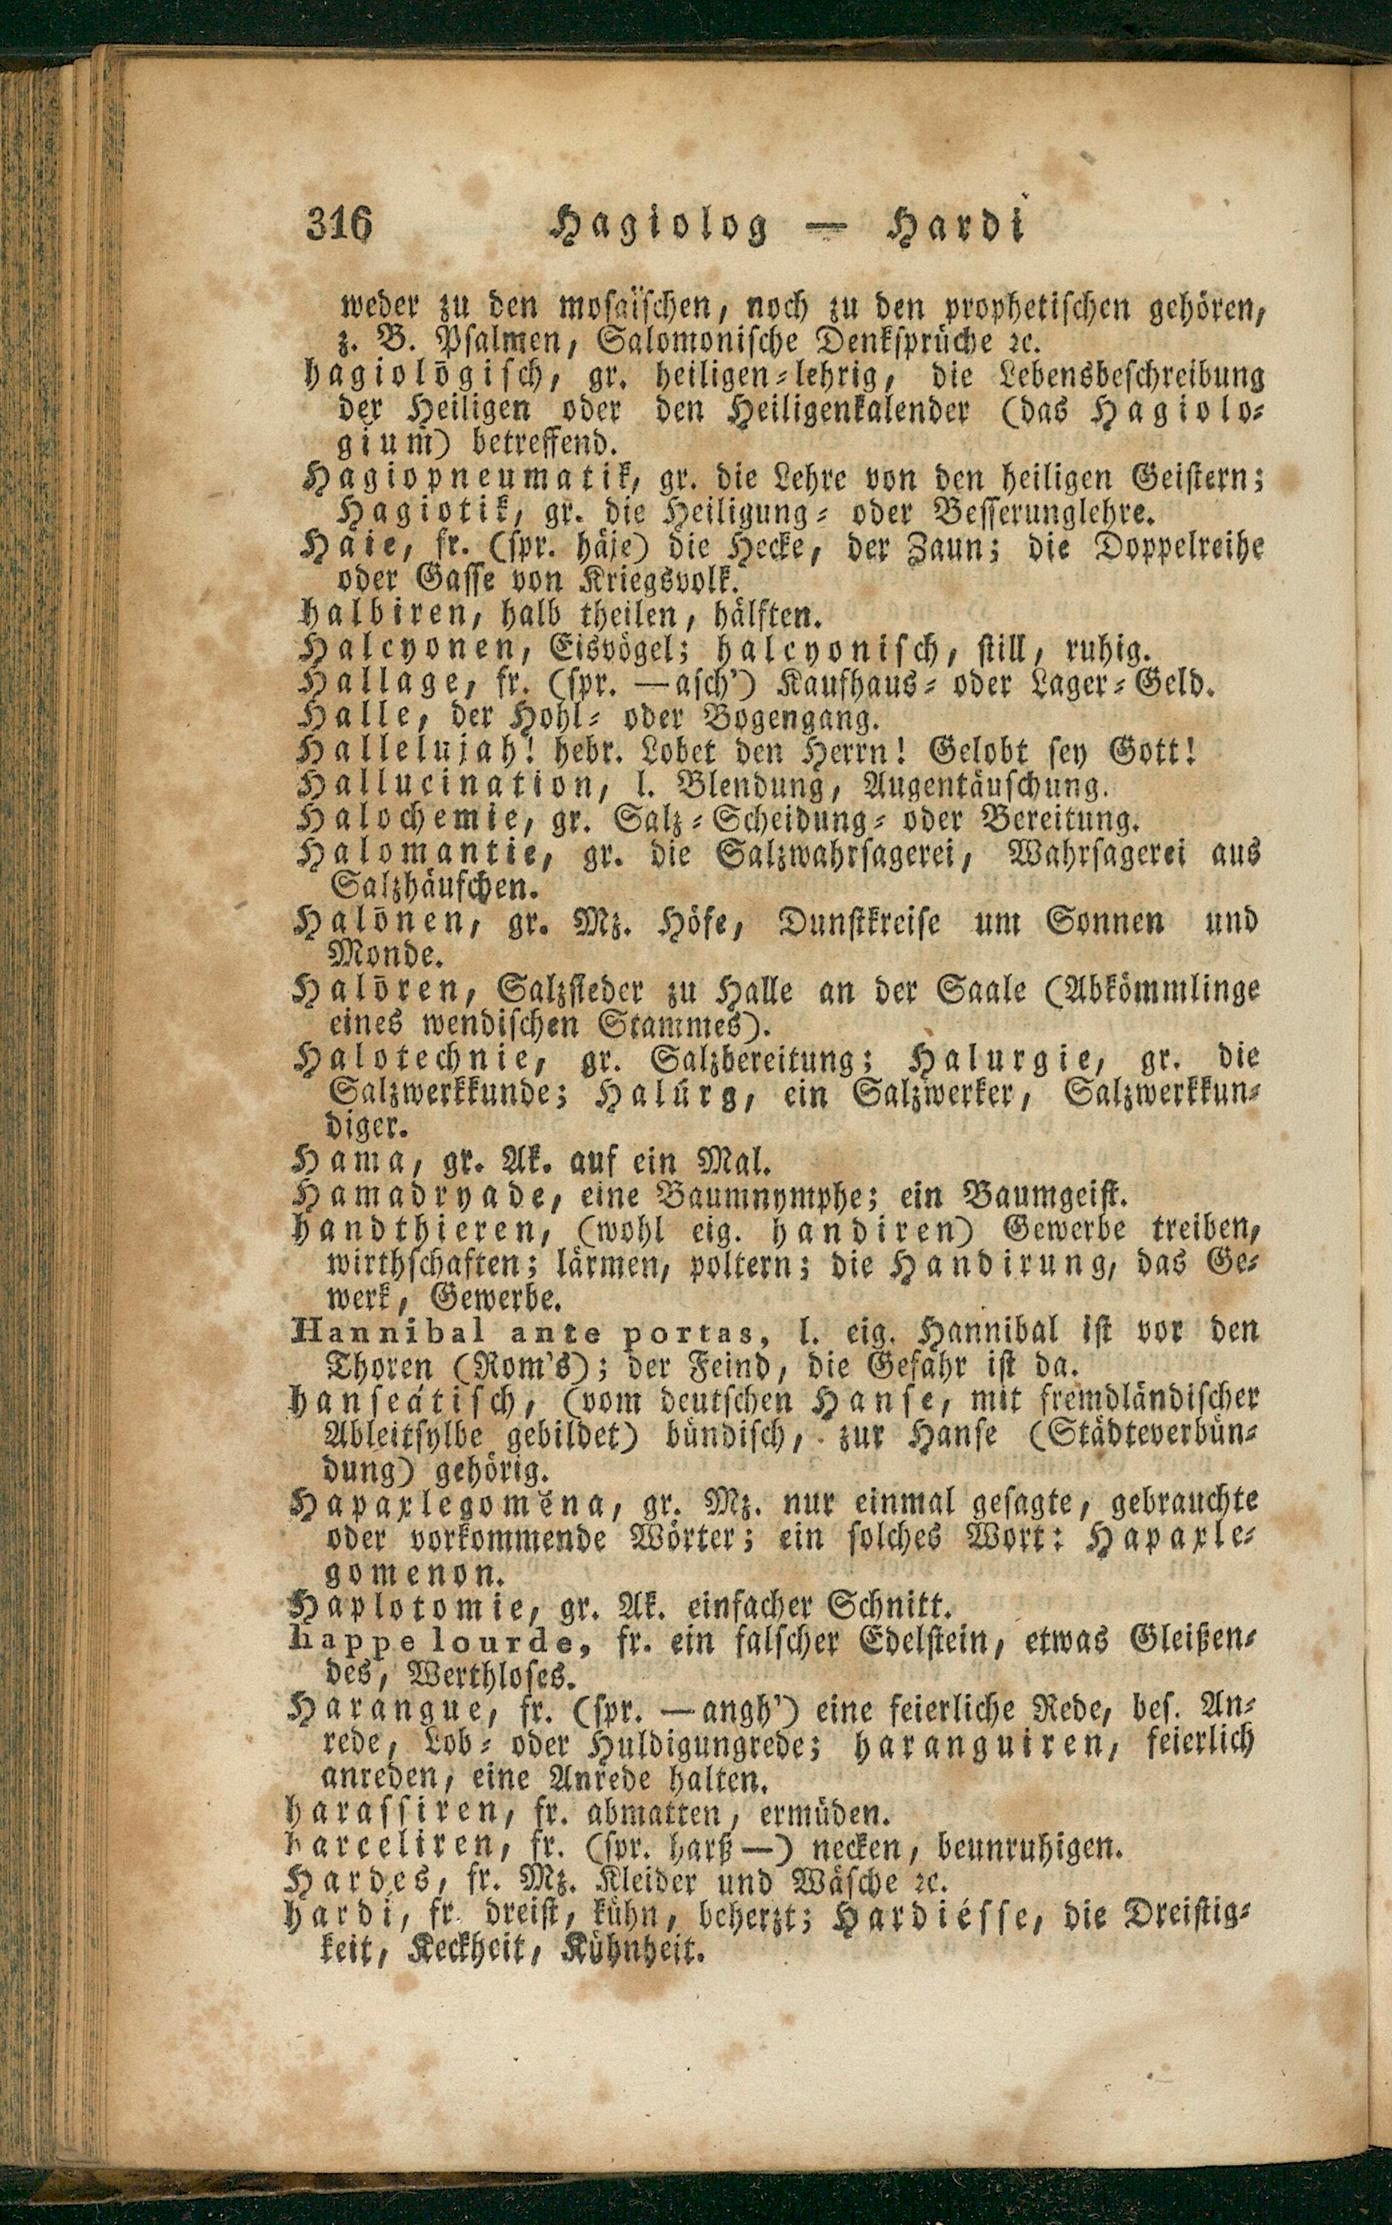 316 Hagiolog — Hardi
weder zu den mosaïschen, noch zu den prophetischen gehören,
z. B. Psalmen, Salomonische Denksprüche ꝛc.
hagiolōgisch, gr. heiligen-lehrig, die Lebensbeschreibung
der Heiligen oder den Heiligenkalender (das Hagiolo-
gium) betreffend.
Hagiopneumatik, gr. die Lehre von den heiligen Geistern;
Hagiotik, gr. die Heiligung- oder Besserunglehre.
Häie, fr. (spr. häje) die Hecke, der Zaun; die Doppelreihe
oder Gasse von Kriegsvolk.
halbiren, halb theilen, hälften.
Halcyonen, Eisvögel; halcyonisch, still, ruhig.
Hallage, fr. (spr. —asch’) Kaufhaus- oder Lager-Geld.
Halle, der Hohl- oder Bogengang.
Hallelujah! hebr. Lobet den Herrn! Gelobt sey Gott!
Hallucination, l. Blendung, Augentäuschung.
Halochemie, gr. Salz-Scheidung- oder Bereitung.
Halomantie, gr. die Salzwahrsagerei, Wahrsagerei aus
Salzhäufchen.
Halōnen, gr. Mz. Höfe, Dunstkreise um Sonnen und
Monde.
Halōren, Salzsieder zu Halle an der Saale (Abkömmlinge
eines wendischen Stammes).
Halotechnie, gr. Salzbereitung; Halurgie, gr. die
Salzwerkkunde; Halúrg, ein Salzwerker, Salzwerkkun-
diger.
Hama, gr. Ak. auf ein Mal.
Hamadryade, eine Baumnymphe; ein Baumgeist.
handthieren, (wohl eig. handiren) Gewerbe treiben,
wirthschaften; lärmen, poltern; die Handirung, das Ge-
werk, Gewerbe.
Hannibal ante portas, l. eig. Hannibal ist vor den
Thoren (Rom’s); der Feind, die Gefahr ist da.
hanseátisch, (vom deutschen Hanse, mit fremdländischer
Ableitsylbe gebildet) bündisch, zur Hanse (Städteverbün-
dung) gehörig.
Hapaxlegomĕna, gr. Mz. nur einmal gesagte, gebrauchte
oder vorkommende Wörter; ein solches Wort: Hapaxle-
gomenon.
Haplotomie, gr. Ak. einfacher Schnitt.
happelourde, fr. ein falscher Edelstein, etwas Gleißen-
des, Werthloses.
Harangue, fr. (spr. —angh’) eine feierliche Rede, bes. An-
rede, Lob- oder Huldigungrede; haranguiren, feierlich
anreden, eine Anrede halten.
harassiren, fr. abmatten, ermüden.
harceliren, fr. (spr. harß—) necken, beunruhigen.
Hardes, fr. Mz. Kleider und Wäsche ꝛc.
hardi, fr. dreist, kühn, beherzt; Hardiésse, die Dreistig-
keit, Keckheit, Kühnheit.